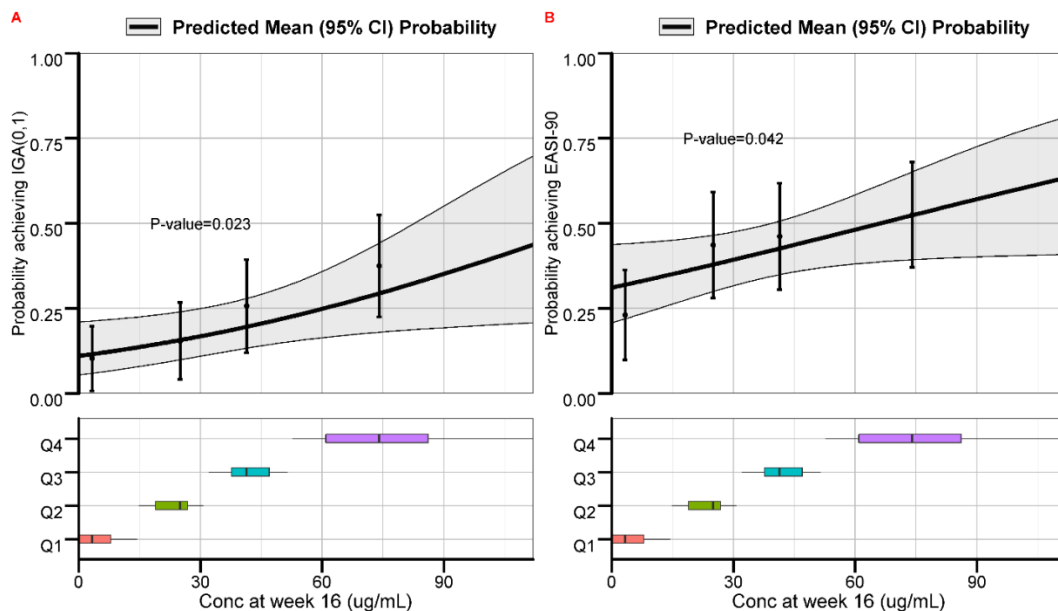 A
Predicted Mean (95% CI) Probability
Probability achieving IGA(0,1)
1.00
0.75
0.50
0.25
0.00
P-value=0.023
Q4
Q3
Q2
Q1
0
30
60
90
Conc at week 16 (ug/mL)
B
Predicted Mean (95% CI) Probability
Probability achieving EASI-90
1.00
0.75
0.50
0.25
0.00
P-value=0.042
Q4
Q3
Q2
Q1
0
30
60
90
Conc at week 16 (ug/mL)